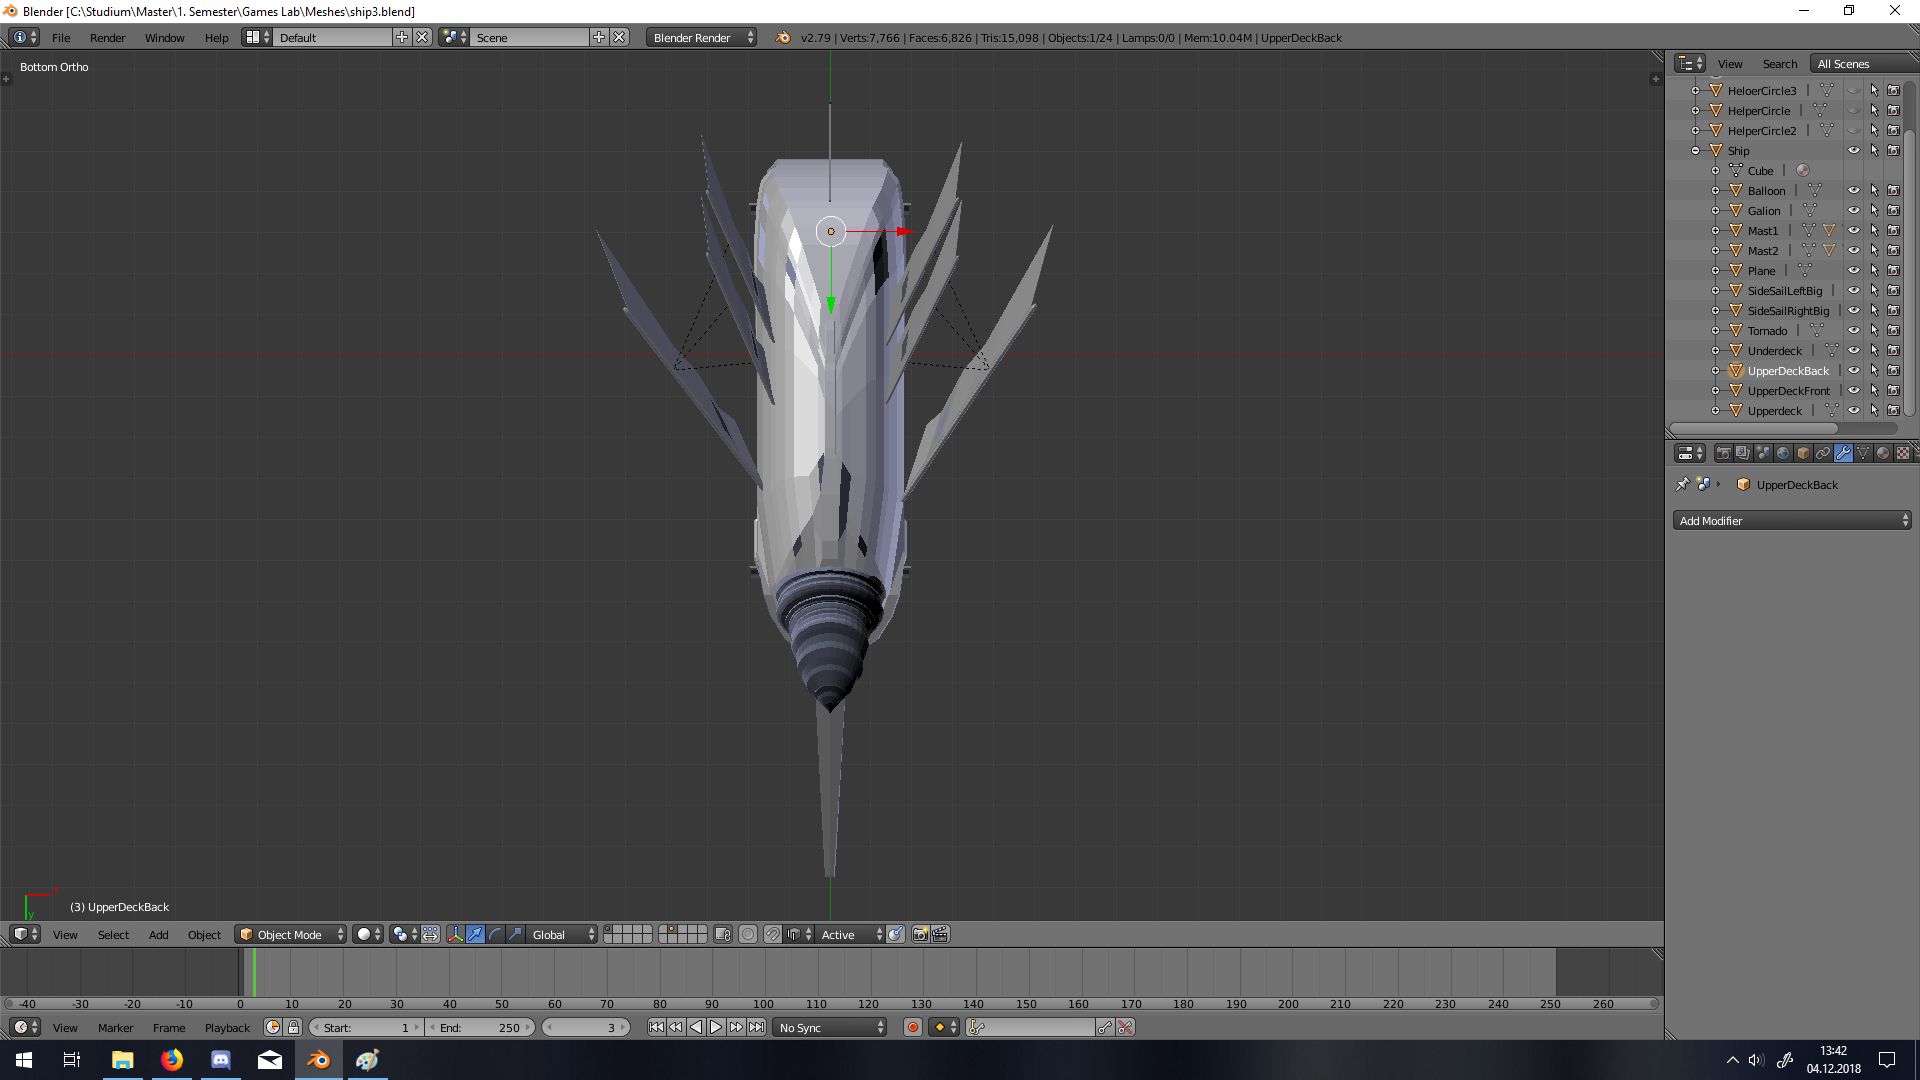 Blender [C:\Studium\Master\1. Semester\Games Lab\Meshes\ship3.blend]
File Render Window Help Default Scene Blender Render v2.79 | Verts:7,766 | Faces:6,826 | Tris:15,098 | Objects:1/24 | Lamps:0/0 | Mem:10.04M | UpperDeckBack
Bottom Ortho
View Search All Scenes
HeloerCircle3
HelperCircle
HelperCircle2
Ship
Cube
Balloon
Galion
Mast1
Mast2
Plane
SideSailLeftBig
SideSailRightBig
Tornado
Underdeck
UpperDeckBack
UpperDeckFront
Upperdeck
UpperDeckBack
Add Modifier
x
y
(3) UpperDeckBack
View Select Add Object Object Mode Global Active
-40 -30 -20 -10 0 10 20 30 40 50 60 70 80 90 100 110 120 130 140 150 160 170 180 190 200 210 220 230 240 250 260
View Marker Frame Playback Start: 1 End: 250 3 No Sync
13:42
04.12.2018